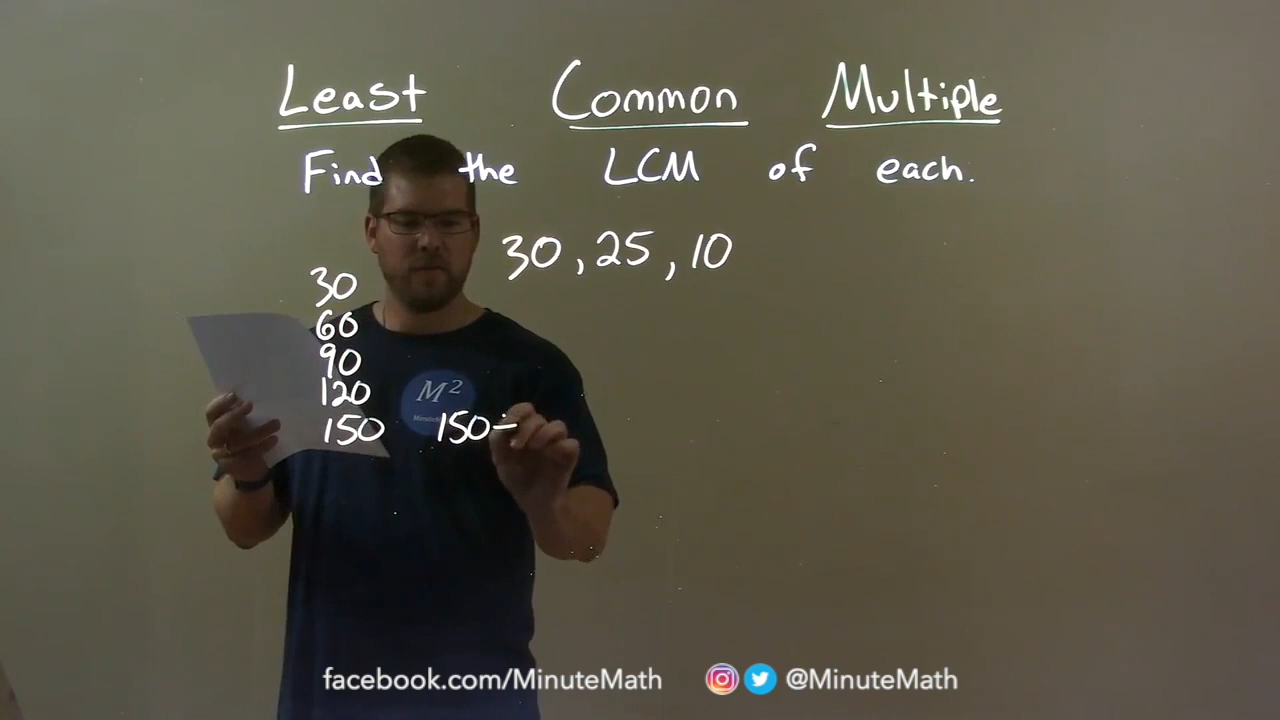 Least Common Multiple
Find the LCM of each.
30, 25, 10
30
60
90
120
150 150÷
M²
facebook.com/MinuteMath @MinuteMath